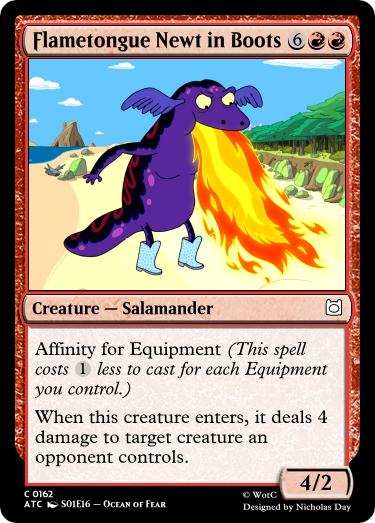 Flametongue Newt in Boots 6
Creature — Salamander
Affinity for Equipment (This spell
costs 1 less to cast for each Equipment
you control.)
When this creature enters, it deals 4
damage to target creature an
opponent controls.
4/2
C 0162
ATC S01E16 — Ocean of Fear
© WotC
Designed by Nicholas Day